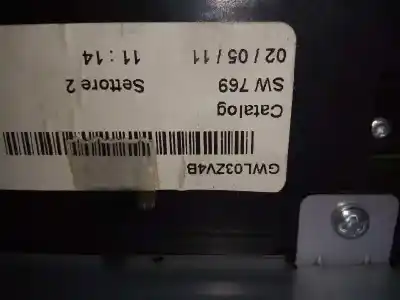 GWL03ZV4B
Catalog
SW 769 Settore 2
02 / 05 / 11 11 : 14